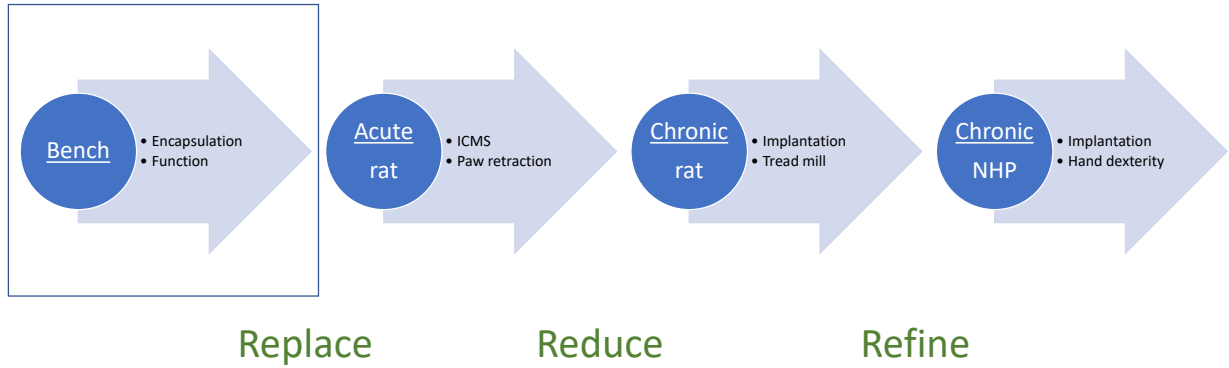 Bench
• Encapsulation
• Function
Acute
rat
• ICMS
• Paw retraction
Chronic
rat
• Implantation
• Tread mill
Chronic
NHP
• Implantation
• Hand dexterity
Replace
Reduce
Refine